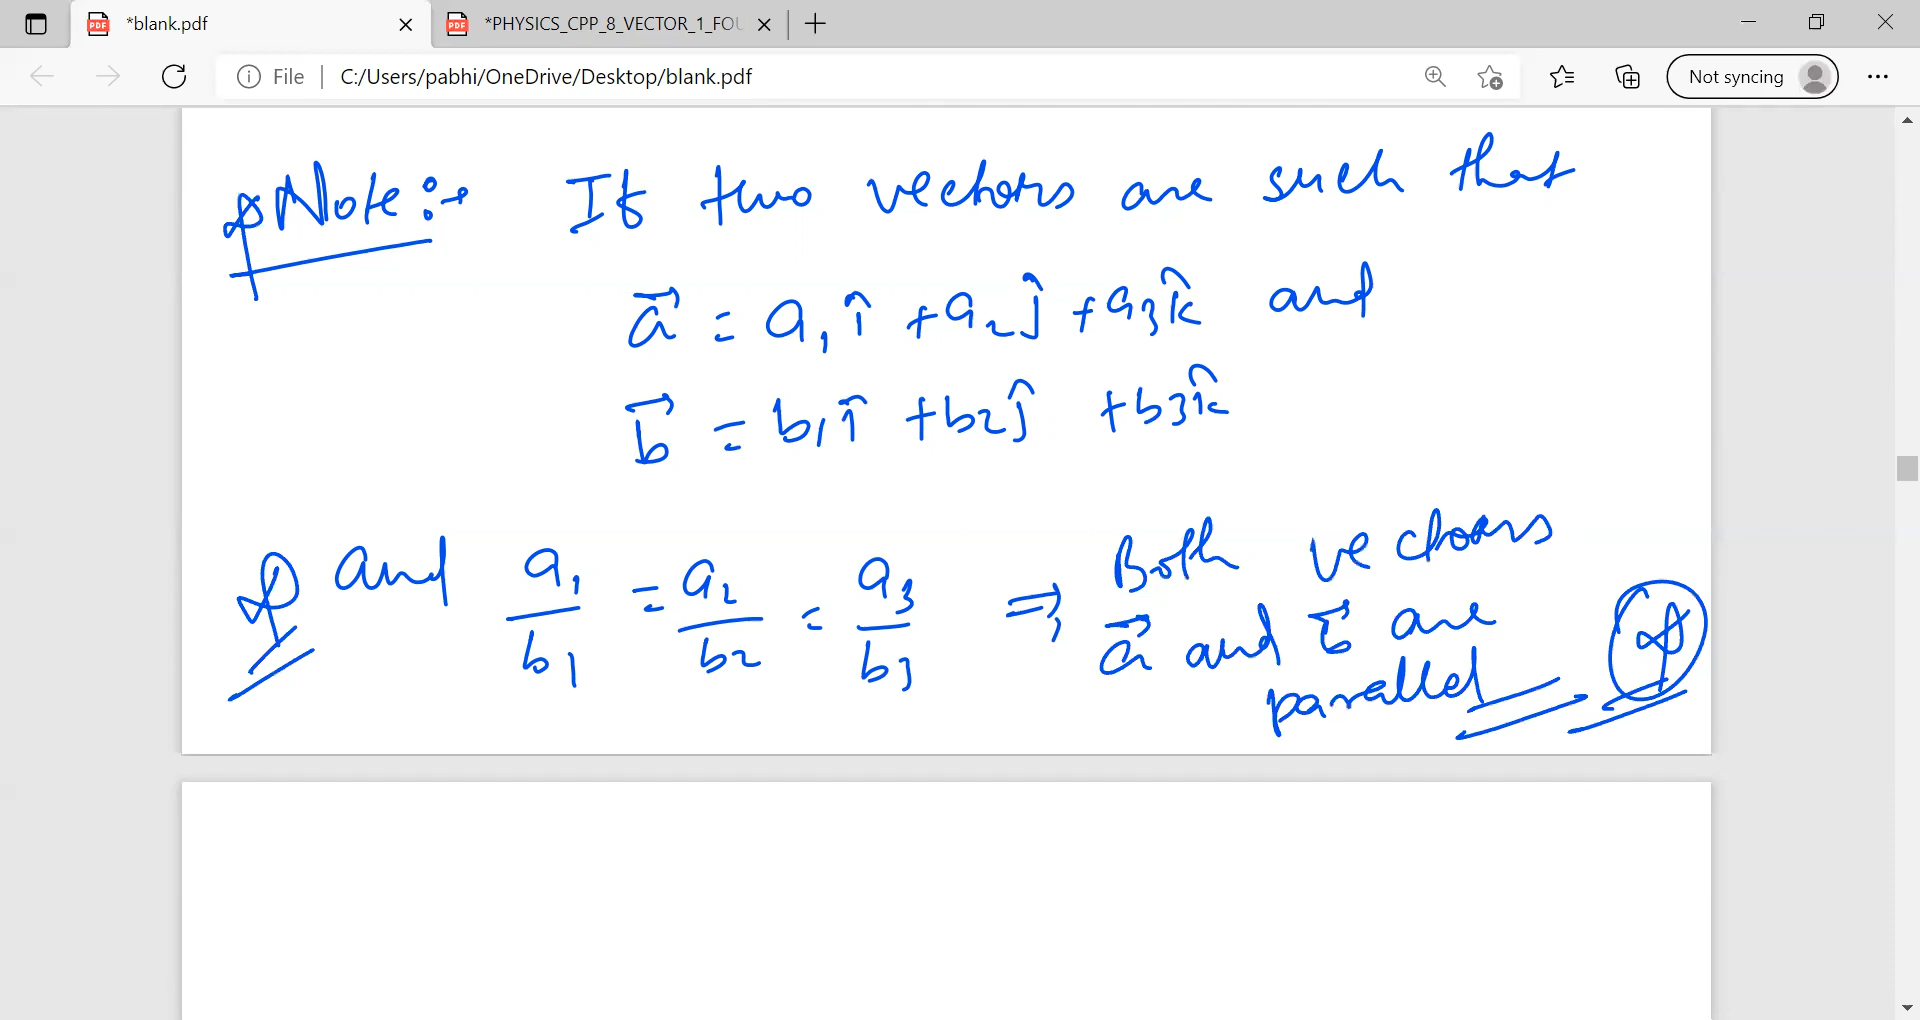 *blank.pdf
*PHYSICS_CPP_8_VECTOR_1_FOU
File | C:/Users/pabhi/OneDrive/Desktop/blank.pdf
Not syncing
Note:→ If two vectors are such that
a⃗ = a₁î + a₂ĵ + a₃k̂ and
b⃗ = b₁î + b₂ĵ + b₃k̂
and a₁/b₁ = a₂/b₂ = a₃/b₃ ⇒ Both vectors
a⃗ and b⃗ are
parallel